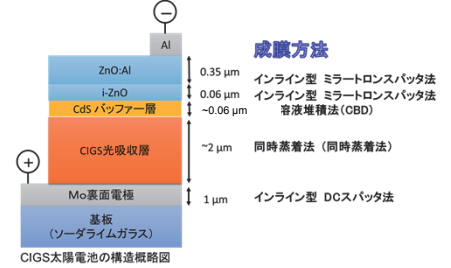 −
Al
成膜方法
ZnO:Al
0.35 μm
インライン型 ミラートロンスパッタ法
i-ZnO
0.06 μm
インライン型 ミラートロンスパッタ法
CdS バッファー層
~0.06 μm
容液堆積法(CBD)
CIGS光吸収層
~2 μm
同時蒸着法 (同時蒸着法)
+
Mo裏面電極
1 μm
インライン型 DCスパッタ法
基板
(ソーダライムガラス)
CIGS太陽電池の構造概略図